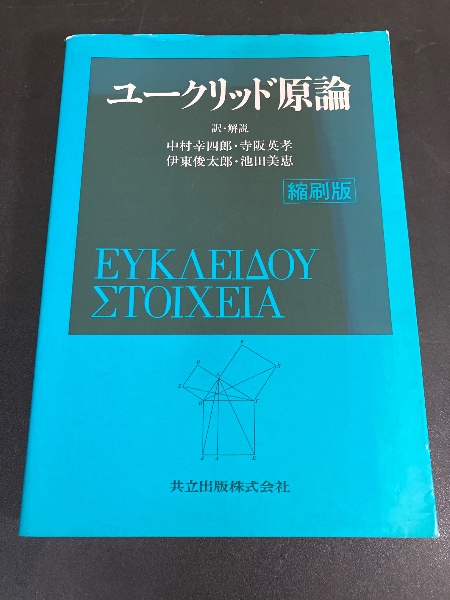 ユークリッド原論
訳・解説
中村幸四郎・寺阪英孝
伊東俊太郎・池田美恵
縮刷版
ΕΥΚΛΕΙΔΟΥ
ΣΤΟΙΧΕΙΑ
共立出版株式会社